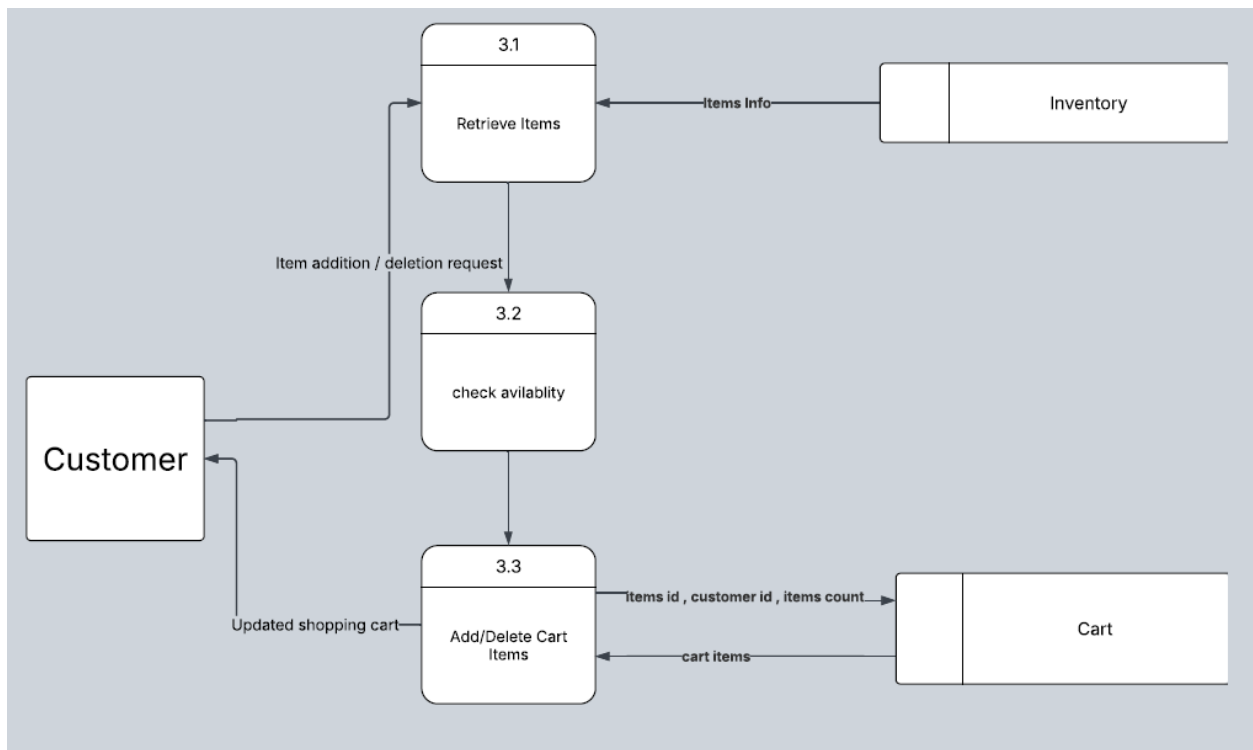 3.1
Retrieve Items
Items Info
Inventory
Item addition / deletion request
3.2
check avilablity
Customer
3.3
Add/Delete Cart
Items
items id , customer id , items count
Updated shopping cart
cart items
Cart